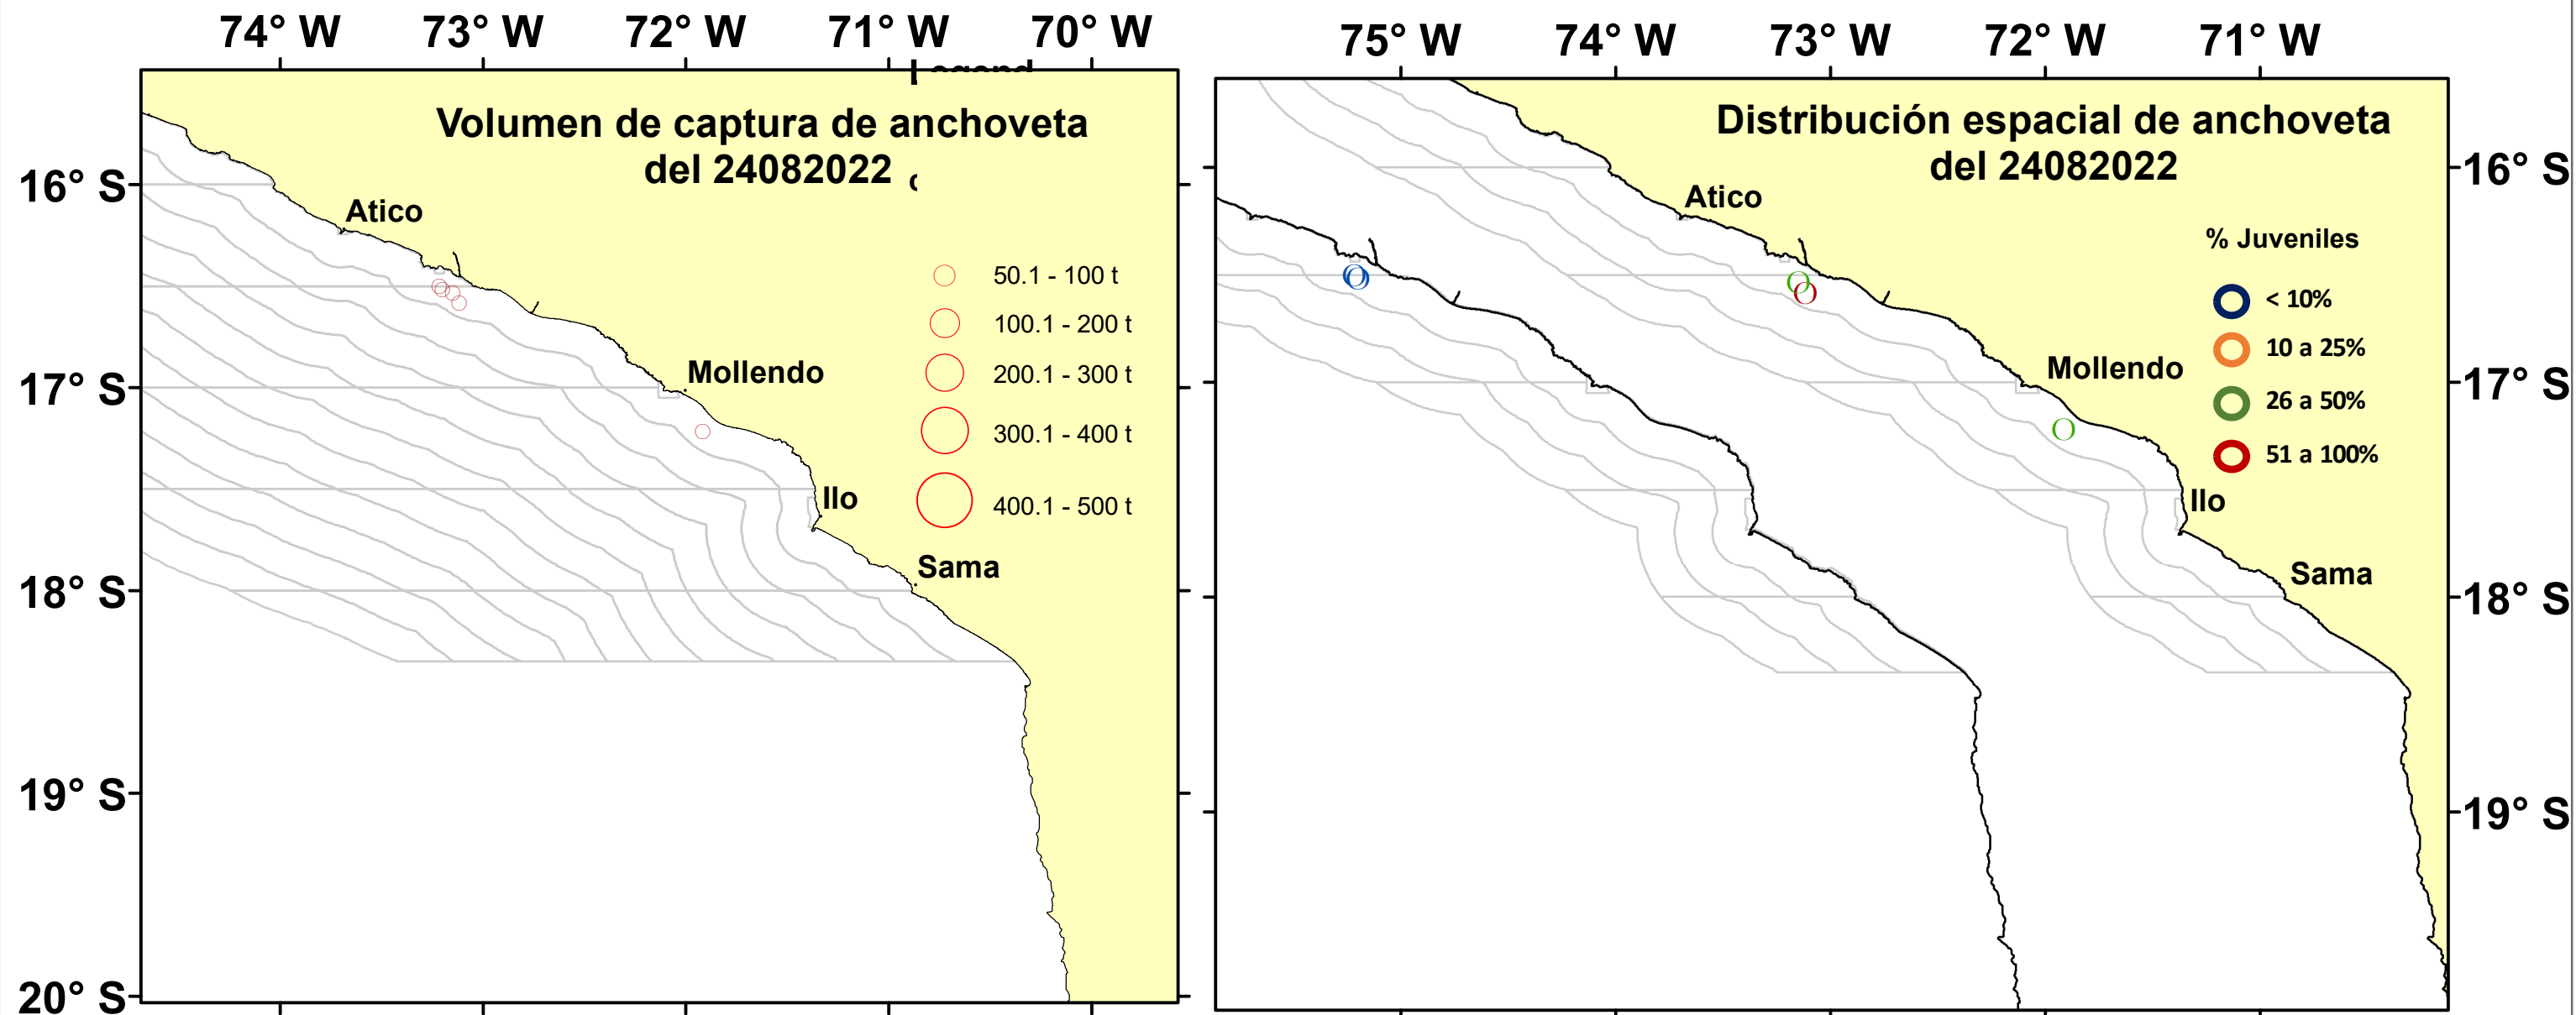 74° W 73° W 72° W 71° W 70° W
Legend
Volumen de captura de anchoveta
del 24082022
16° S
Atico
50.1 - 100 t
100.1 - 200 t
Mollendo
200.1 - 300 t
17° S
300.1 - 400 t
Ilo
400.1 - 500 t
Sama
18° S
19° S
20° S
75° W 74° W 73° W 72° W 71° W
Distribución espacial de anchoveta
del 24082022
16° S
Atico
% Juveniles
< 10%
10 a 25%
Mollendo
17° S
26 a 50%
51 a 100%
Ilo
Sama
18° S
19° S